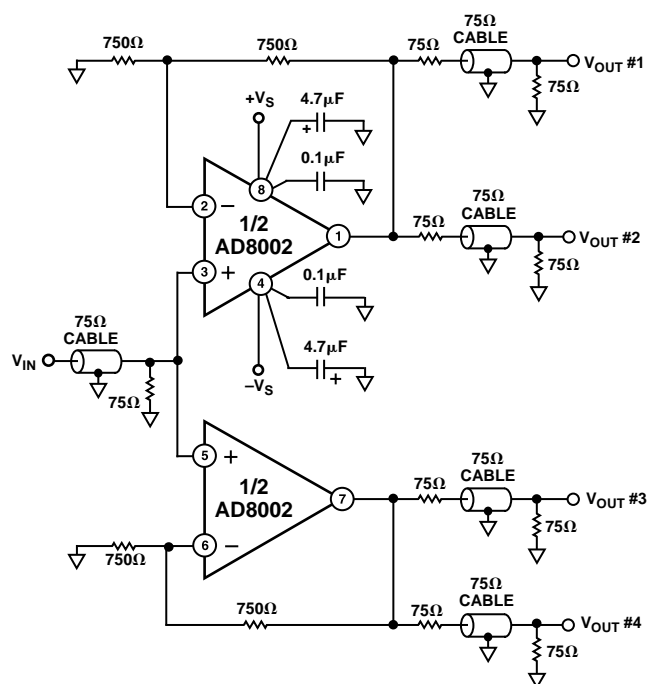 75Ω
CABLE
750Ω
750Ω
75Ω
VOUT #1
75Ω
+VS
4.7μF
+
0.1μF
8
2
–
1/2
AD8002
1
75Ω
75Ω
CABLE
VOUT #2
75Ω
3
+
4
0.1μF
4.7μF
+
–VS
75Ω
CABLE
VIN
75Ω
5
+
1/2
AD8002
7
75Ω
75Ω
CABLE
VOUT #3
75Ω
6
–
750Ω
750Ω
75Ω
75Ω
CABLE
VOUT #4
75Ω